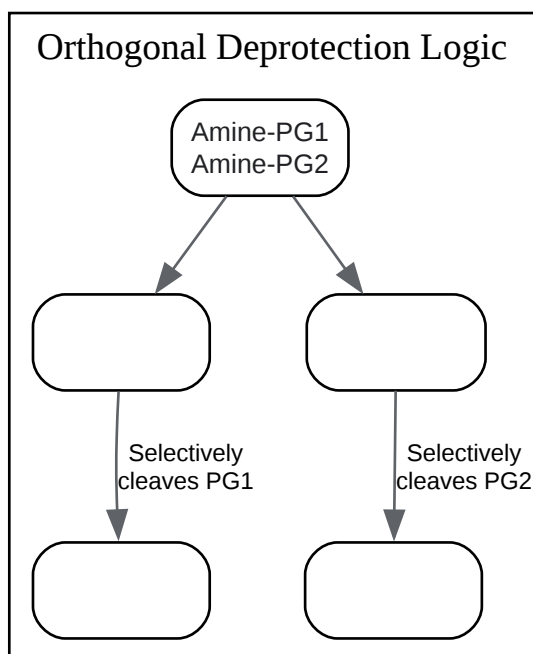 Orthogonal Deprotection Logic
Amine-PG1
Amine-PG2
Selectively
cleaves PG1
Selectively
cleaves PG2